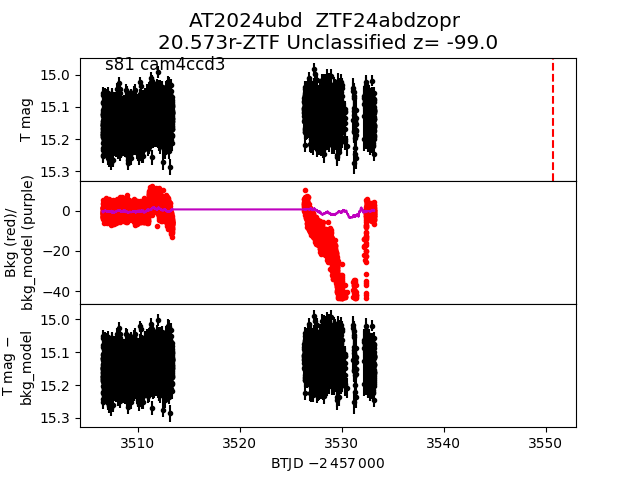 AT2024ubd  ZTF24abdzopr
20.573r-ZTF Unclassified z= -99.0
s81 cam4ccd3
T mag
15.0
15.1
15.2
15.3
Bkg (red)/
bkg_model (purple)
0
−20
−40
T mag −
bkg_model
15.0
15.1
15.2
15.3
3510
3520
3530
3540
3550
BTJD −2 457 000